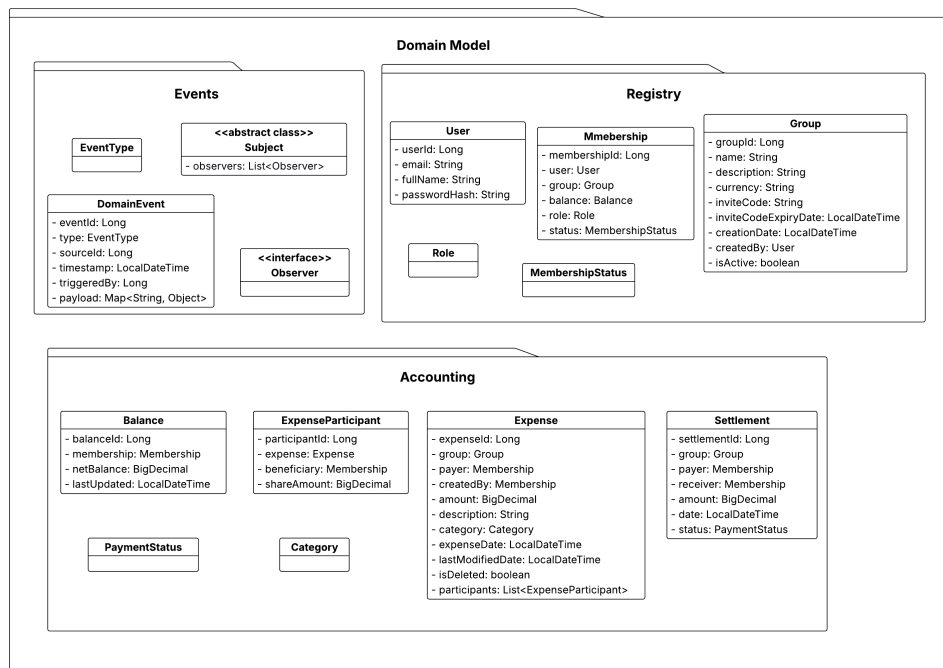 Domain Model
Events
EventType
<<abstract class>>
Subject
- observers: List<Observer>
DomainEvent
- eventId: Long
- type: EventType
- sourceId: Long
- timestamp: LocalDateTime
- triggeredBy: Long
- payload: Map<String, Object>
<<interface>>
Observer
Registry
User
- userId: Long
- email: String
- fullName: String
- passwordHash: String
Mmebership
- membershipId: Long
- user: User
- group: Group
- balance: Balance
- role: Role
- status: MembershipStatus
Group
- groupId: Long
- name: String
- description: String
- currency: String
- inviteCode: String
- inviteCodeExpiryDate: LocalDateTime
- creationDate: LocalDateTime
- createdBy: User
- isActive: boolean
Role
MembershipStatus
Accounting
Balance
- balanceId: Long
- membership: Membership
- netBalance: BigDecimal
- lastUpdated: LocalDateTime
ExpenseParticipant
- participantId: Long
- expense: Expense
- beneficiary: Membership
- shareAmount: BigDecimal
Expense
- expenseId: Long
- group: Group
- payer: Membership
- createdBy: Membership
- amount: BigDecimal
- description: String
- category: Category
- expenseDate: LocalDateTime
- lastModifiedDate: LocalDateTime
- isDeleted: boolean
- participants: List<ExpenseParticipant>
Settlement
- settlementId: Long
- group: Group
- payer: Membership
- receiver: Membership
- amount: BigDecimal
- date: LocalDateTime
- status: PaymentStatus
PaymentStatus
Category